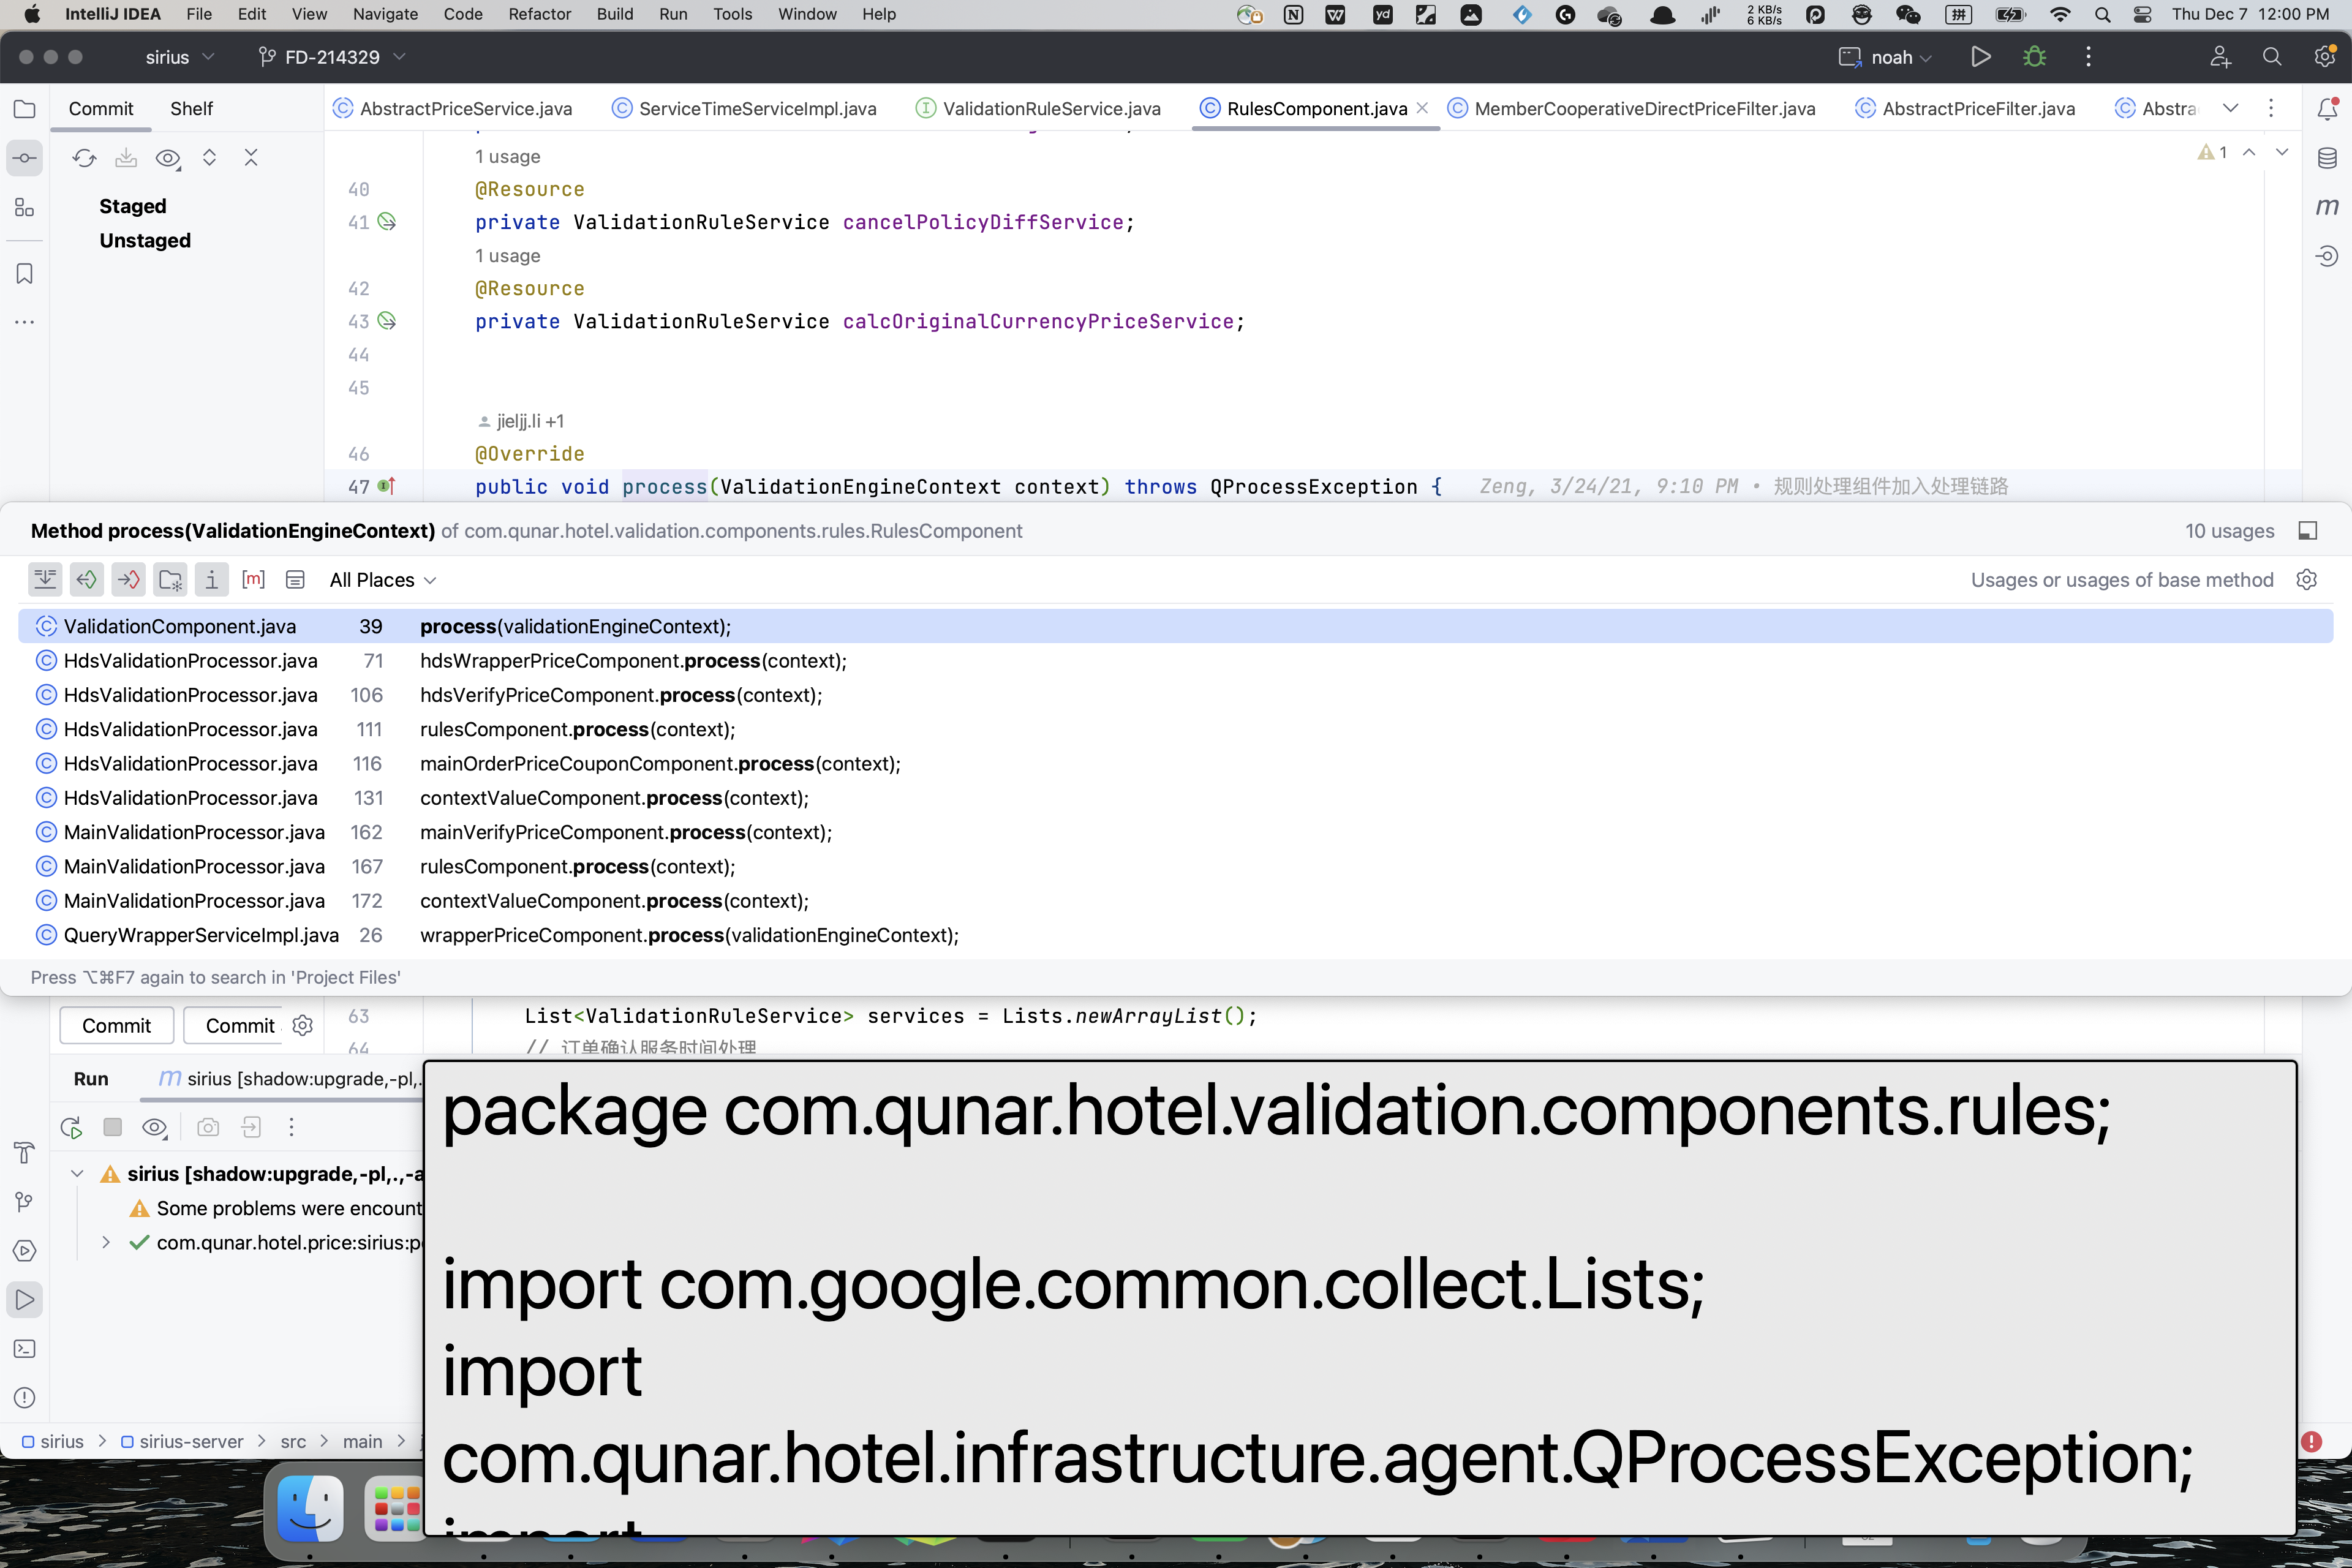 IntelliJ IDEA File Edit View Navigate Code Refactor Build Run Tools Window Help 2 KB/s 6 KB/s 拼 Thu Dec 7 12:00 PM
sirius FD-214329 noah
Commit Shelf AbstractPriceService.java ServiceTimeServiceImpl.java ValidationRuleService.java RulesComponent.java MemberCooperativeDirectPriceFilter.java AbstractPriceFilter.java Abstra
1 usage 1
40 @Resource
41 private ValidationRuleService cancelPolicyDiffService;
Staged
Unstaged
1 usage
42 @Resource
43 private ValidationRuleService calcOriginalCurrencyPriceService;
44
45
jieljj.li +1
46 @Override
47 public void process(ValidationEngineContext context) throws QProcessException { Zeng, 3/24/21, 9:10 PM • 规则处理组件加入处理链路
Method process(ValidationEngineContext) of com.qunar.hotel.validation.components.rules.RulesComponent 10 usages
All Places Usages or usages of base method
ValidationComponent.java 39 process(validationEngineContext);
HdsValidationProcessor.java 71 hdsWrapperPriceComponent.process(context);
HdsValidationProcessor.java 106 hdsVerifyPriceComponent.process(context);
HdsValidationProcessor.java 111 rulesComponent.process(context);
HdsValidationProcessor.java 116 mainOrderPriceCouponComponent.process(context);
HdsValidationProcessor.java 131 contextValueComponent.process(context);
MainValidationProcessor.java 162 mainVerifyPriceComponent.process(context);
MainValidationProcessor.java 167 rulesComponent.process(context);
MainValidationProcessor.java 172 contextValueComponent.process(context);
QueryWrapperServiceImpl.java 26 wrapperPriceComponent.process(validationEngineContext);
Press ⌥⌘F7 again to search in 'Project Files'
Commit Commit
63 List<ValidationRuleService> services = Lists.newArrayList();
64 // 订单确认服务时间处理
Run sirius [shadow:upgrade,-pl,.
sirius [shadow:upgrade,-pl,.,-a
Some problems were encount
com.qunar.hotel.price:sirius:p
sirius > sirius-server > src > main >
package com.qunar.hotel.validation.components.rules;
import com.google.common.collect.Lists;
import
com.qunar.hotel.infrastructure.agent.QProcessException;
import